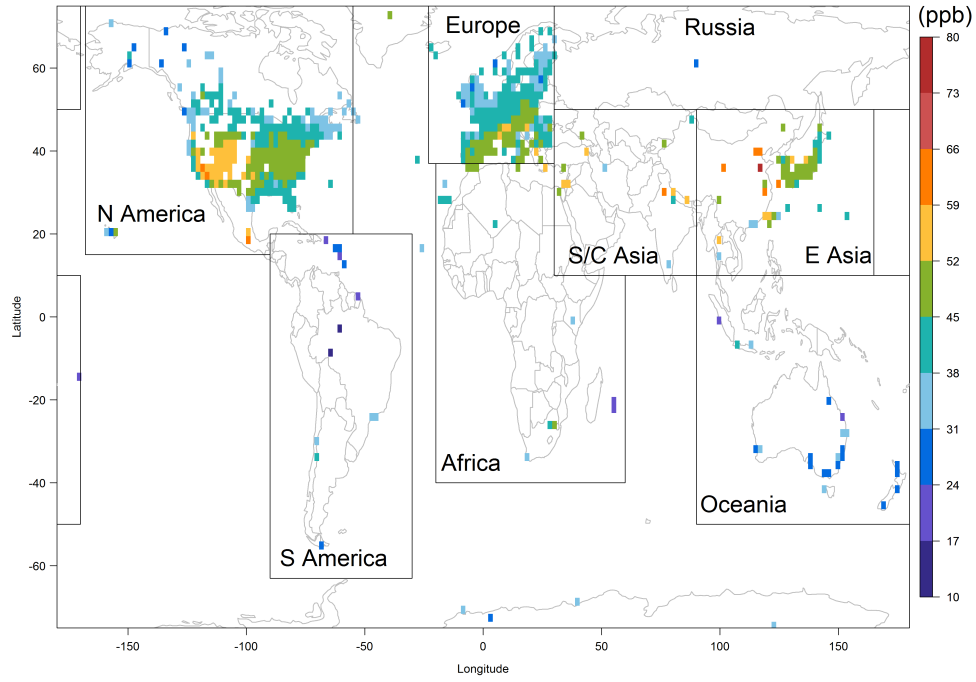 (ppb)
Europe
Russia
80
73
66
59
52
45
38
31
24
17
10
N America
S/C Asia
E Asia
Africa
Oceania
S America
60
40
20
0
-20
-40
-60
Latitude
-150
-100
-50
0
50
100
150
Longitude